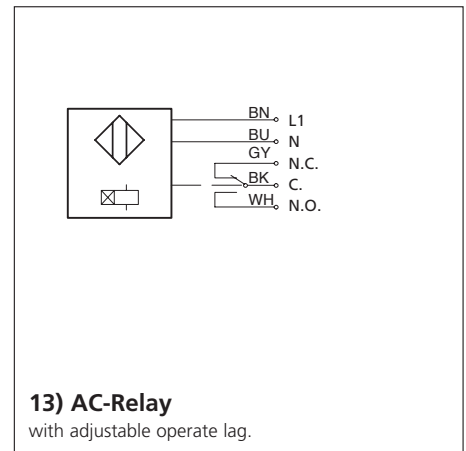 BN L1
BU N
GY N.C.
BK C.
WH N.O.
13) AC-Relay
with adjustable operate lag.